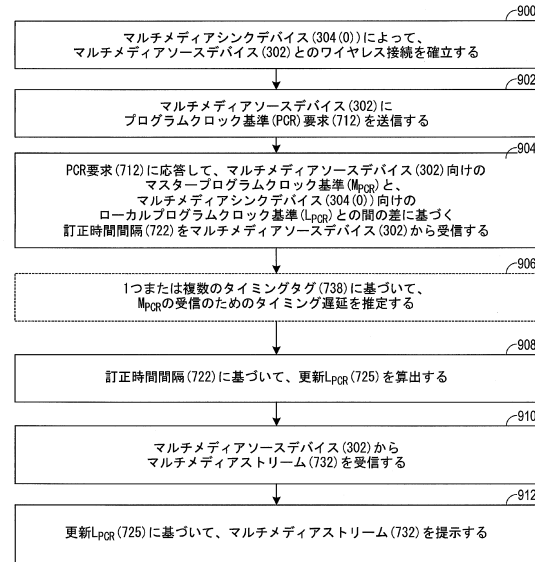 900
マルチメディアシンクデバイス(304(0))によって、
マルチメディアソースデバイス(302)とのワイヤレス接続を確立する
902
マルチメディアソースデバイス(302)に
プログラムクロック基準(PCR)要求(712)を送信する
904
PCR要求(712)に応答して、マルチメディアソースデバイス(302)向けの
マスタープログラムクロック基準(MPCR)と、
マルチメディアシンクデバイス(304(0))向けの
ローカルプログラムクロック基準(LPCR)との間の差に基づく
訂正時間間隔(722)をマルチメディアソースデバイス(302)から受信する
906
1つまたは複数のタイミングタグ(738)に基づいて、
MPCRの受信のためのタイミング遅延を推定する
908
訂正時間間隔(722)に基づいて、更新LPCR(725)を算出する
910
マルチメディアソースデバイス(302)から
マルチメディアストリーム(732)を受信する
912
更新LPCR(725)に基づいて、マルチメディアストリーム(732)を提示する